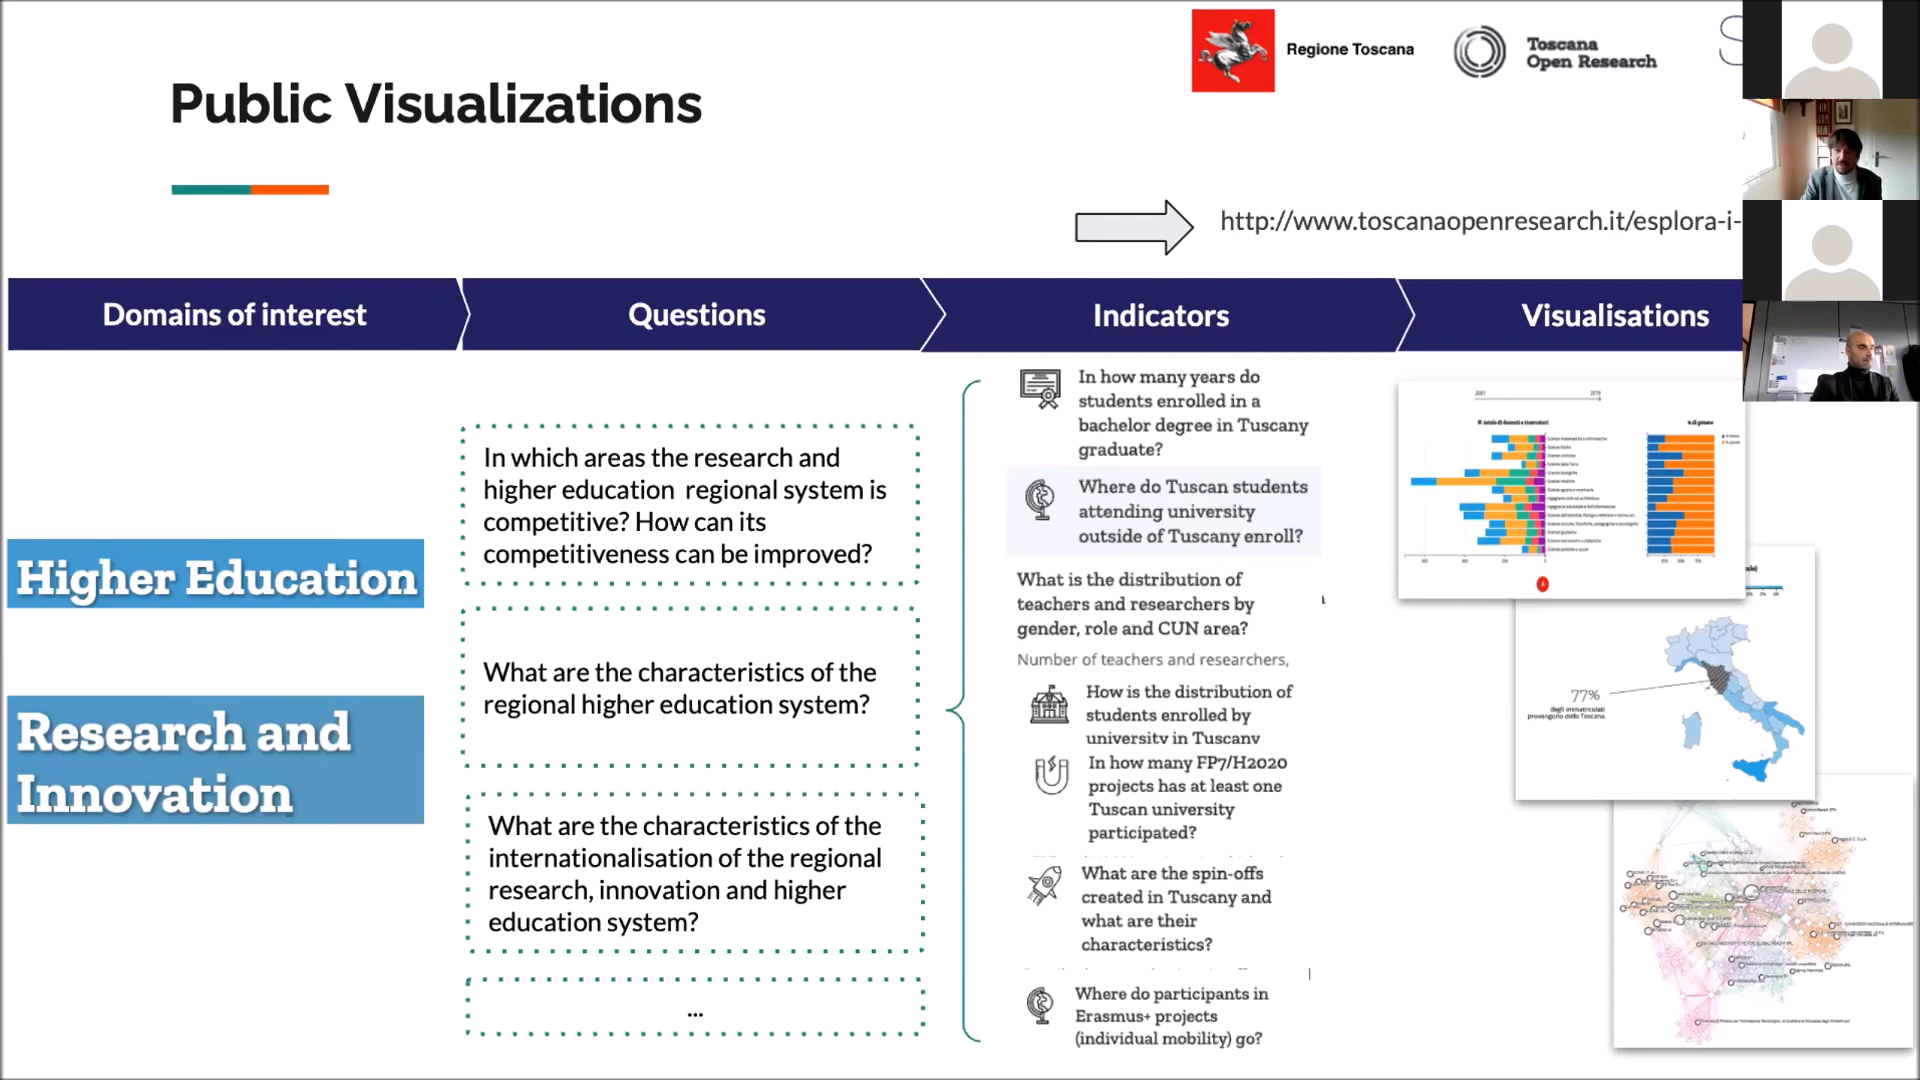 Regione Toscana
Toscana
Open Research
S
Public Visualizations
http://www.toscanaopenresearch.it/esplora-i-
Domains of interest
Questions
Indicators
Visualisations
Higher Education
Research and
Innovation
In which areas the research and
higher education regional system is
competitive? How can its
competitiveness can be improved?
What are the characteristics of the
regional higher education system?
What are the characteristics of the
internationalisation of the regional
research, innovation and higher
education system?
...
In how many years do
students enrolled in a
bachelor degree in Tuscany
graduate?
Where do Tuscan students
attending university
outside of Tuscany enroll?
What is the distribution of
teachers and researchers by
gender, role and CUN area?
Number of teachers and researchers,
How is the distribution of
students enrolled by
university in Tuscany
In how many FP7/H2020
projects has at least one
Tuscan university
participated?
What are the spin-offs
created in Tuscany and
what are their
characteristics?
Where do participants in
Erasmus+ projects
(individual mobility) go?
2001 2019
N. totale di docenti e ricercatori
% di genere
77%
degli immatricolati
provengono dalla Toscana